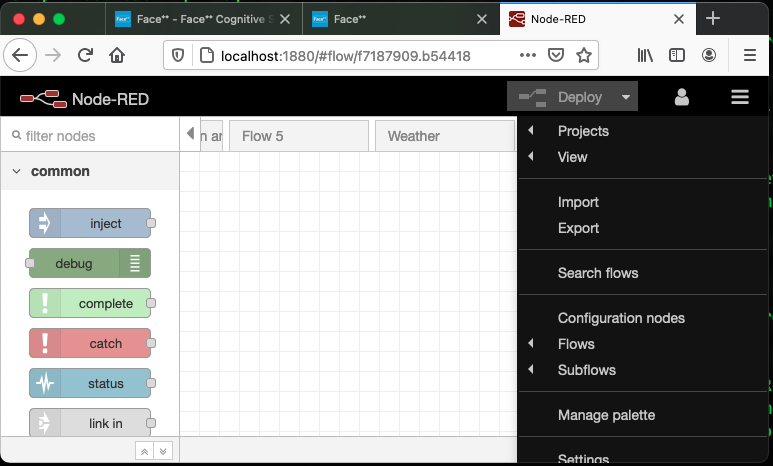 Face** - Face** Cognitive S
Face**
Node-RED
localhost:1880/#flow/f7187909.b54418
Node-RED
Deploy
filter nodes
Flow 5
Weather
common
inject
debug
complete
catch
status
link in
Projects
View
Import
Export
Search flows
Configuration nodes
Flows
Subflows
Manage palette
Settings